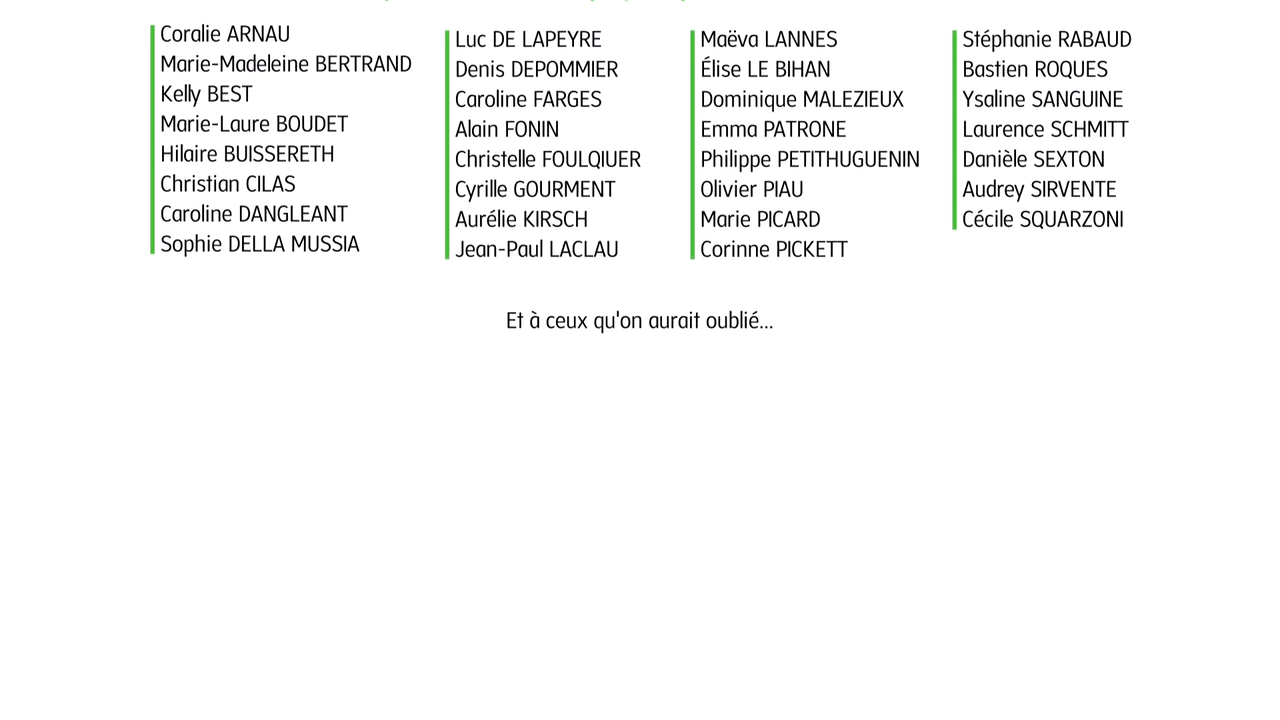 Coralie ARNAU
Marie-Madeleine BERTRAND
Kelly BEST
Marie-Laure BOUDET
Hilaire BUISSERETH
Christian CILAS
Caroline DANGLEANT
Sophie DELLA MUSSIA
Luc DE LAPEYRE
Denis DEPOMMIER
Caroline FARGES
Alain FONIN
Christelle FOULQIUER
Cyrille GOURMENT
Aurélie KIRSCH
Jean-Paul LACLAU
Maëva LANNES
Élise LE BIHAN
Dominique MALEZIEUX
Emma PATRONE
Philippe PETITHUGUENIN
Olivier PIAU
Marie PICARD
Corinne PICKETT
Stéphanie RABAUD
Bastien ROQUES
Ysaline SANGUINE
Laurence SCHMITT
Danièle SEXTON
Audrey SIRVENTE
Cécile SQUARZONI
Et à ceux qu'on aurait oublié...